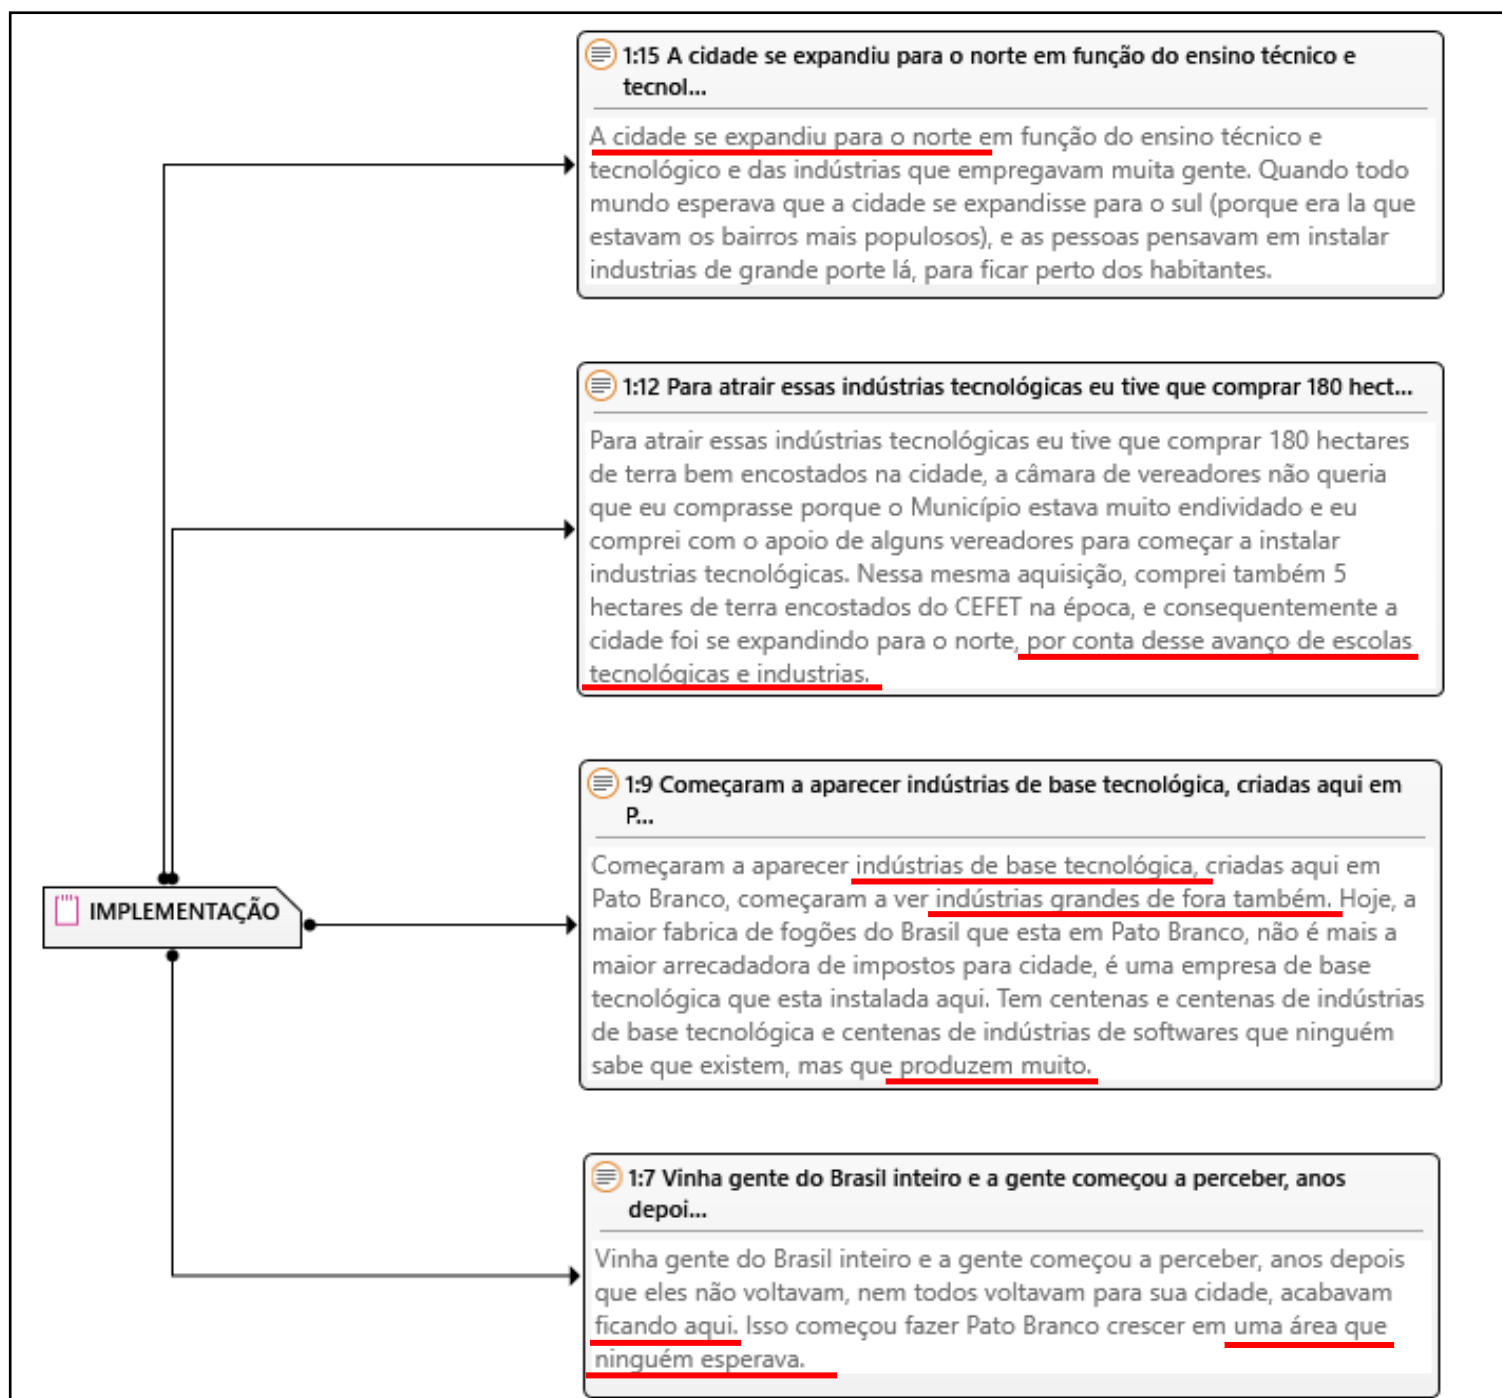 1:15 A cidade se expandiu para o norte em função do ensino técnico e
tecnol...
A cidade se expandiu para o norte em função do ensino técnico e
tecnológico e das indústrias que empregavam muita gente. Quando todo
mundo esperava que a cidade se expandisse para o sul (porque era la que
estavam os bairros mais populosos), e as pessoas pensavam em instalar
industrias de grande porte lá, para ficar perto dos habitantes.
1:12 Para atrair essas indústrias tecnológicas eu tive que comprar 180 hect...
Para atrair essas indústrias tecnológicas eu tive que comprar 180 hectares
de terra bem encostados na cidade, a câmara de vereadores não queria
que eu comprasse porque o Município estava muito endividado e eu
comprei com o apoio de alguns vereadores para começar a instalar
industrias tecnológicas. Nessa mesma aquisição, comprei também 5
hectares de terra encostados do CEFET na época, e consequentemente a
cidade foi se expandindo para o norte, por conta desse avanço de escolas
tecnológicas e industrias.
1:9 Começaram a aparecer indústrias de base tecnológica, criadas aqui em
P...
Começaram a aparecer indústrias de base tecnológica, criadas aqui em
Pato Branco, começaram a ver indústrias grandes de fora também. Hoje, a
maior fabrica de fogões do Brasil que esta em Pato Branco, não é mais a
maior arrecadadora de impostos para cidade, é uma empresa de base
tecnológica que esta instalada aqui. Tem centenas e centenas de indústrias
de base tecnológica e centenas de indústrias de softwares que ninguém
sabe que existem, mas que produzem muito.
IMPLEMENTAÇÃO
1:7 Vinha gente do Brasil inteiro e a gente começou a perceber, anos
depoi...
Vinha gente do Brasil inteiro e a gente começou a perceber, anos depois
que eles não voltavam, nem todos voltavam para sua cidade, acabavam
ficando aqui. Isso começou fazer Pato Branco crescer em uma área que
ninguém esperava.